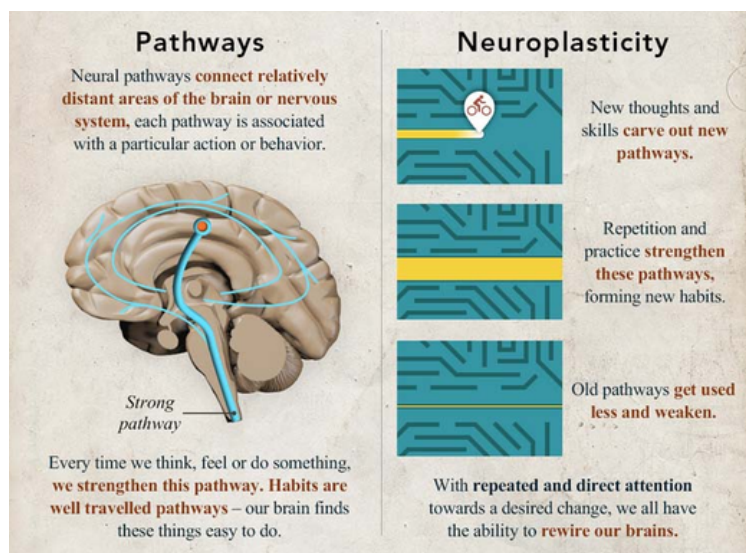 Pathways
Neural pathways connect relatively
distant areas of the brain or nervous
system, each pathway is associated
with a particular action or behavior.
Strong
pathway
Every time we think, feel or do something,
we strengthen this pathway. Habits are
well travelled pathways – our brain finds
these things easy to do.
Neuroplasticity
New thoughts and
skills carve out new
pathways.
Repetition and
practice strengthen
these pathways,
forming new habits.
Old pathways get used
less and weaken.
With repeated and direct attention
towards a desired change, we all have
the ability to rewire our brains.